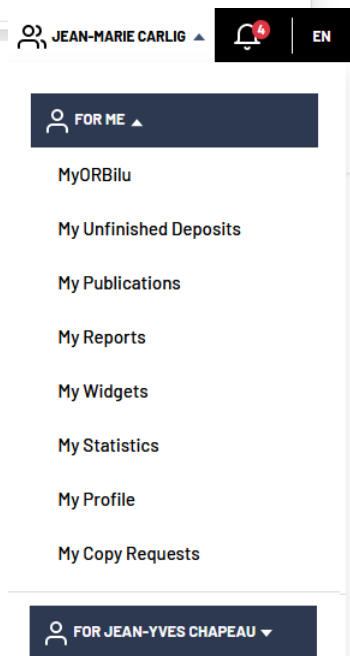 JEAN-MARIE CARLIG
4
EN
FOR ME
MyORBilu
My Unfinished Deposits
My Publications
My Reports
My Widgets
My Statistics
My Profile
My Copy Requests
FOR JEAN-YVES CHAPEAU